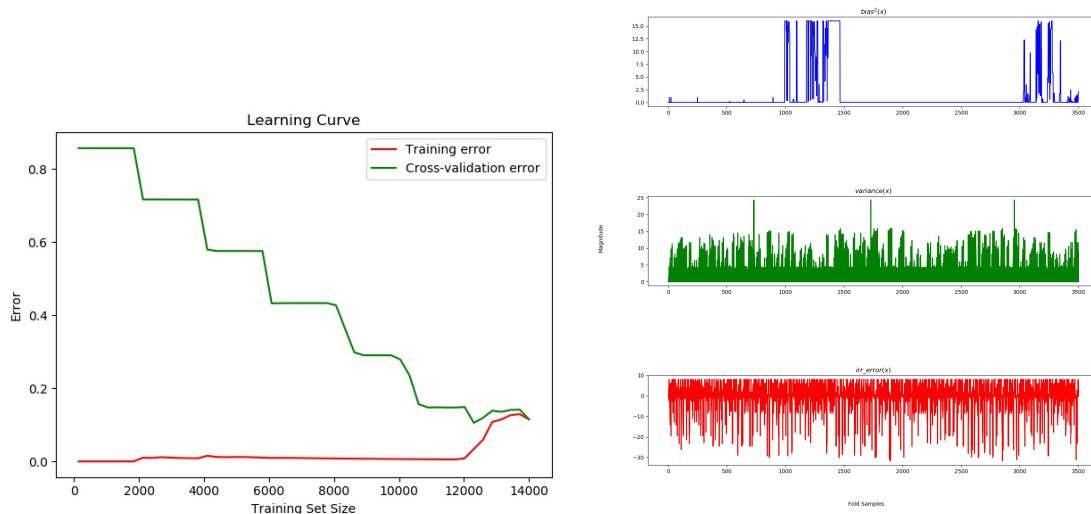 Learning Curve
Training error
Cross-validation error
Error
0.8
0.6
0.4
0.2
0.0
0 2000 4000 6000 8000 10000 12000 14000
Training Set Size
bias²(x)
15.0
12.5
10.0
7.5
5.0
2.5
0.0
0 500 1000 1500 2000 2500 3000 3500
variance(x)
Magnitude
25
20
15
10
5
0
0 500 1000 1500 2000 2500 3000 3500
irr_error(x)
10
0
−10
−20
−30
0 500 1000 1500 2000 2500 3000 3500
Fold Samples